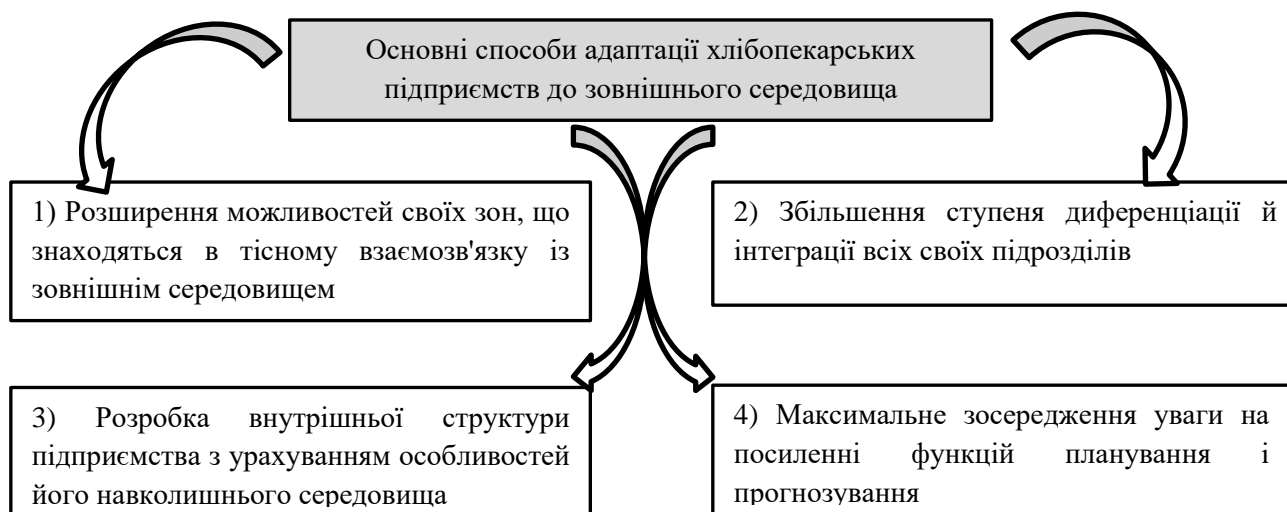 Основні способи адаптації хлібопекарських
підприємств до зовнішнього середовища
1) Розширення можливостей своїх зон, що
знаходяться в тісному взаємозв'язку із
зовнішнім середовищем
2) Збільшення ступеня диференціації й
інтеграції всіх своїх підрозділів
3) Розробка внутрішньої структури
підприємства з урахуванням особливостей
його навколишнього середовища
4) Максимальне зосередження уваги на
посиленні функцій планування і
прогнозування